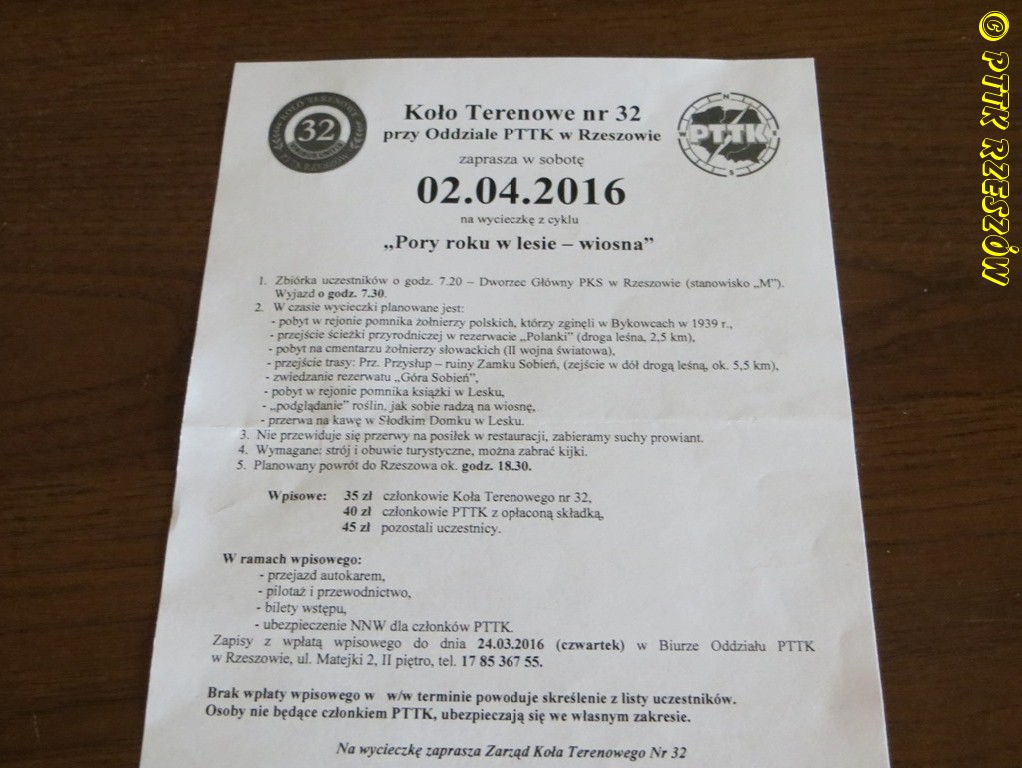 Koło Terenowe nr 32
przy Oddziale PTTK w Rzeszowie
zaprasza w sobotę
02.04.2016
na wycieczkę z cyklu
„Pory roku w lesie – wiosna”
1. Zbiórka uczestników o godz. 7.20 – Dworzec Główny PKS w Rzeszowie (stanowisko „M”).
Wyjazd o godz. 7.30.
2. W czasie wycieczki planowane jest:
- pobyt w rejonie pomnika żołnierzy polskich, którzy zginęli w Bykowcach w 1939 r.,
- przejście ścieżki przyrodniczej w rezerwacie „Polanki” (droga leśna, 2,5 km),
- pobyt na cmentarzu żołnierzy słowackich (II wojna światowa),
- przejście trasy: Prz. Przysłup – ruiny Zamku Sobień, (zejście w dół drogą leśną, ok. 5,5 km),
- zwiedzanie rezerwatu „Góra Sobień”,
- pobyt w rejonie pomnika książki w Lesku,
- „podglądanie” roślin, jak sobie radzą na wiosnę,
- przerwa na kawę w Słodkim Domku w Lesku.
3. Nie przewiduje się przerwy na posiłek w restauracji, zabieramy suchy prowiant.
4. Wymagane: strój i obuwie turystyczne, można zabrać kijki.
5. Planowany powrót do Rzeszowa ok. godz. 18.30.
Wpisowe: 35 zł członkowie Koła Terenowego nr 32,
40 zł członkowie PTTK z opłaconą składką,
45 zł pozostali uczestnicy.
W ramach wpisowego:
- przejazd autokarem,
- pilotaż i przewodnictwo,
- bilety wstępu,
- ubezpieczenie NNW dla członków PTTK.
Zapisy z wpłatą wpisowego do dnia 24.03.2016 (czwartek) w Biurze Oddziału PTTK
w Rzeszowie, ul. Matejki 2, II piętro, tel. 17 85 367 55.
Brak wpłaty wpisowego w w/w terminie powoduje skreślenie z listy uczestników.
Osoby nie będące członkiem PTTK, ubezpieczają się we własnym zakresie.
Na wycieczkę zaprasza Zarząd Koła Terenowego Nr 32
KOŁO TERENOWE
32
PTTK
N
W
E
S
© PTTK RZESZÓW